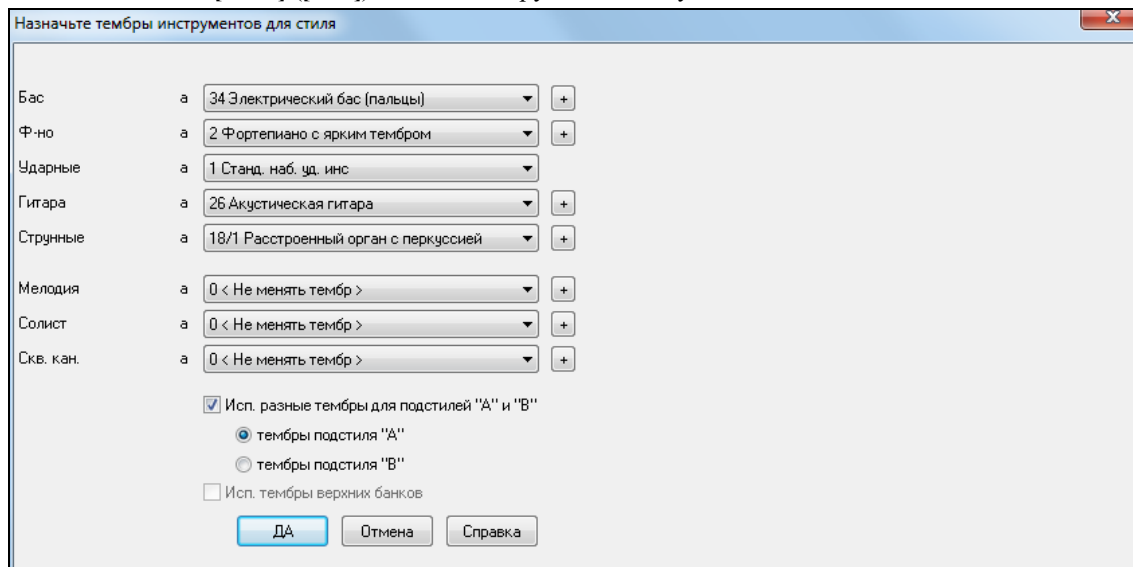 Назначьте тембры инструментов для стиля
Бас а 34 Электрический бас (пальцы) +
Ф-но а 2 Фортепиано с ярким тембром +
Ударные а 1 Станд. наб. уд. инс
Гитара а 26 Акустическая гитара +
Струнные а 18/1 Расстроенный орган с перкуссией +
Мелодия а 0 < Не менять тембр > +
Солист а 0 < Не менять тембр > +
Скв. кан. а 0 < Не менять тембр > +
Исп. разные тембры для подстилей "А" и "В"
тембры подстиля "А"
тембры подстиля "В"
Исп. тембры верхних банков
ДА Отмена Справка